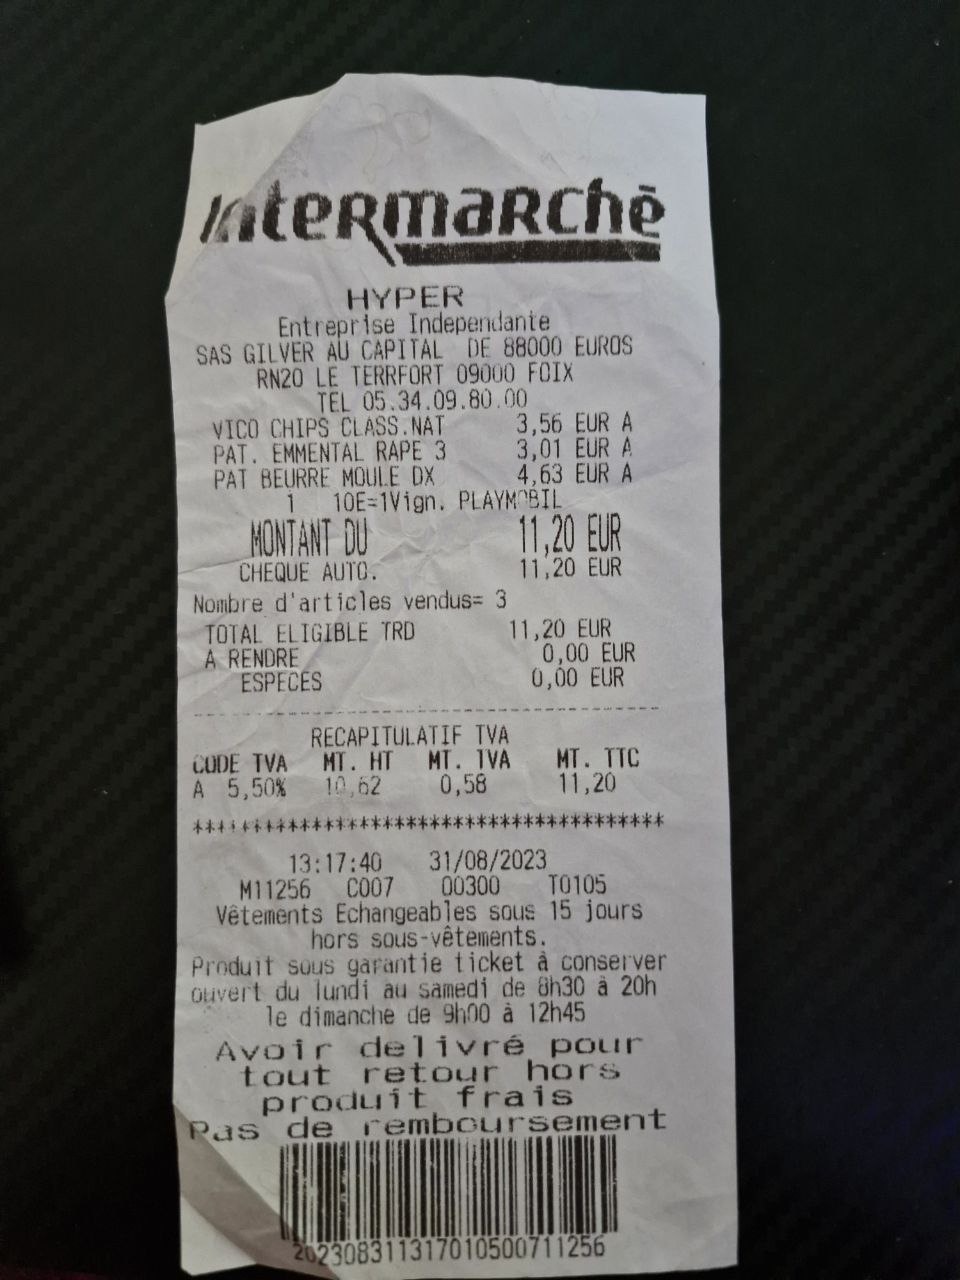 Intermarché
HYPER
Entreprise Independante
SAS GILVER AU CAPITAL DE 88000 EUROS
RN20 LE TERRFORT 09000 FOIX
TEL 05.34.09.80.00
VICO CHIPS CLASS.NAT 3,56 EUR A
PAT. EMMENTAL RAPE 3 3,01 EUR A
PAT BEURRE MOULE DX 4,63 EUR A
1 10E=1Vign. PLAYMOBIL
MONTANT DU 11,20 EUR
CHEQUE AUTO. 11,20 EUR
Nombre d'articles vendus= 3
TOTAL ELIGIBLE TRD 11,20 EUR
A RENDRE 0,00 EUR
ESPECES 0,00 EUR
RECAPITULATIF TVA
CODE TVA MT. HT MT. TVA MT. TTC
A 5,50% 10,62 0,58 11,20
****************************************
13:17:40 31/08/2023
M11256 C007 00300 T0105
Vêtements Echangeables sous 15 jours
hors sous-vêtements.
Produit sous garantie ticket à conserver
ouvert du lundi au samedi de 8h30 à 20h
le dimanche de 9h00 à 12h45
Avoir delivré pour
tout retour hors
produit frais
Pas de remboursement
20230831131701050071​1256